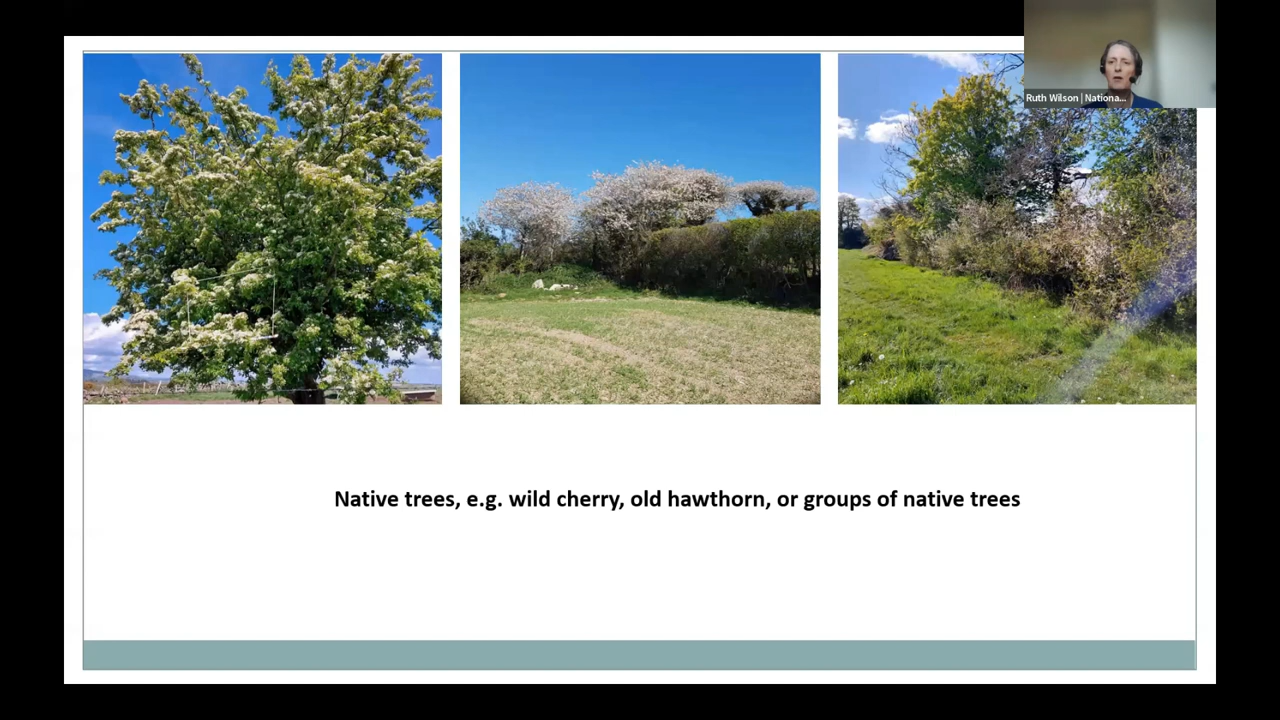 Ruth Wilson | Nationa...
Native trees, e.g. wild cherry, old hawthorn, or groups of native trees